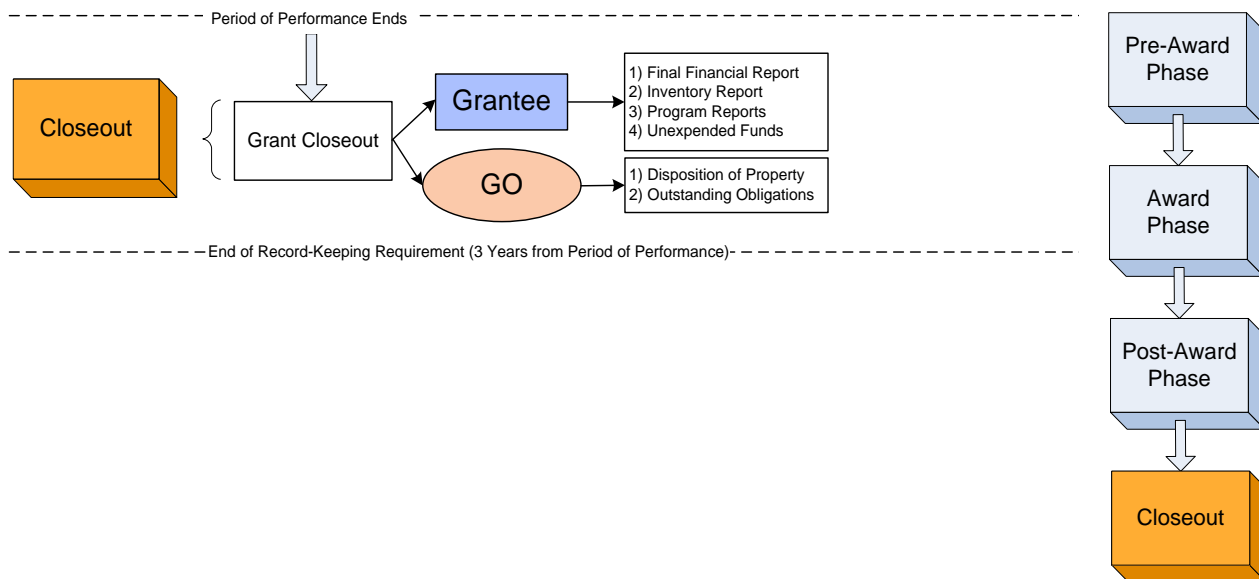 Period of Performance Ends
Closeout
Grant Closeout
Grantee
1) Final Financial Report
2) Inventory Report
3) Program Reports
4) Unexpended Funds
GO
1) Disposition of Property
2) Outstanding Obligations
End of Record-Keeping Requirement (3 Years from Period of Performance)
Pre-Award
Phase
Award
Phase
Post-Award
Phase
Closeout